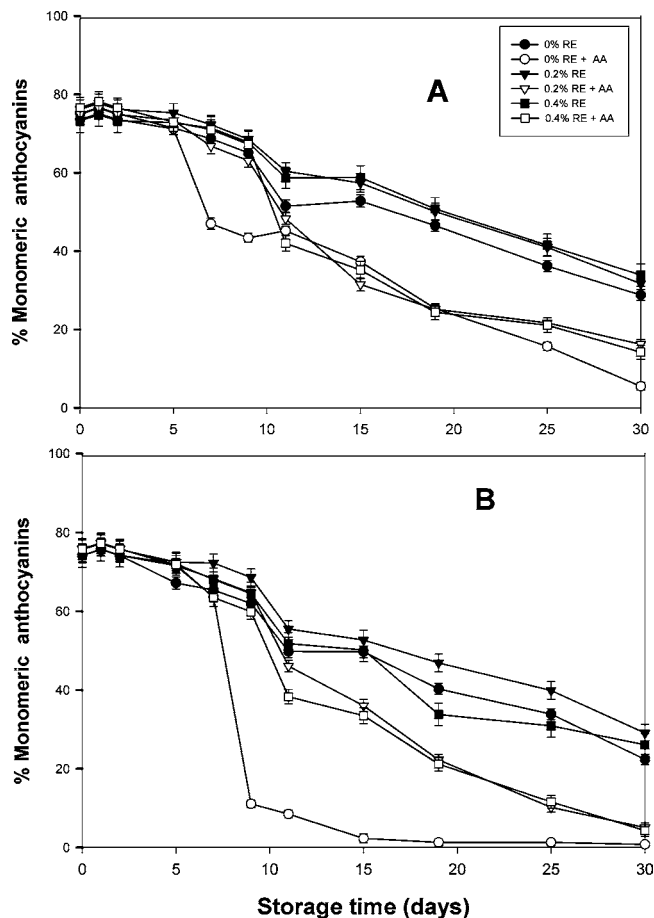 100
80
60
40
20
0
% Monomeric anthocyanins
A
0% RE
0% RE + AA
0.2% RE
0.2% RE + AA
0.4% RE
0.4% RE + AA
0 5 10 15 20 25 30
100
80
60
40
20
0
% Monomeric anthocyanins
B
0 5 10 15 20 25 30
Storage time (days)